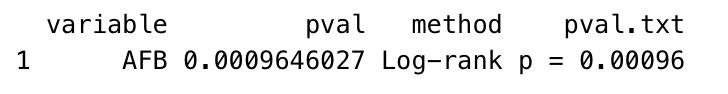 variable pval method pval.txt
1 AFB 0.0009646027 Log-rank p = 0.00096